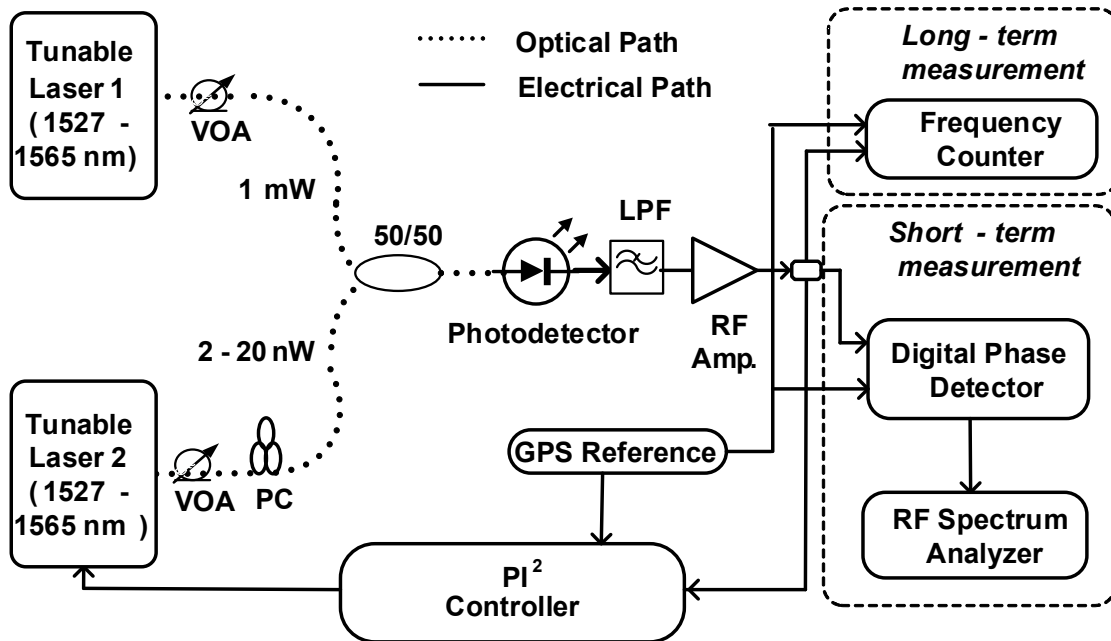 Tunable
Laser 1
( 1527 -
1565 nm)
VOA
1 mW
Optical Path
Electrical Path
50/50
Photodetector
LPF
RF
Amp.
Long - term
measurement
Frequency
Counter
Short - term
measurement
Digital Phase
Detector
RF Spectrum
Analyzer
2 - 20 nW
Tunable
Laser 2
( 1527 -
1565 nm )
VOA
PC
GPS Reference
PI 2
Controller